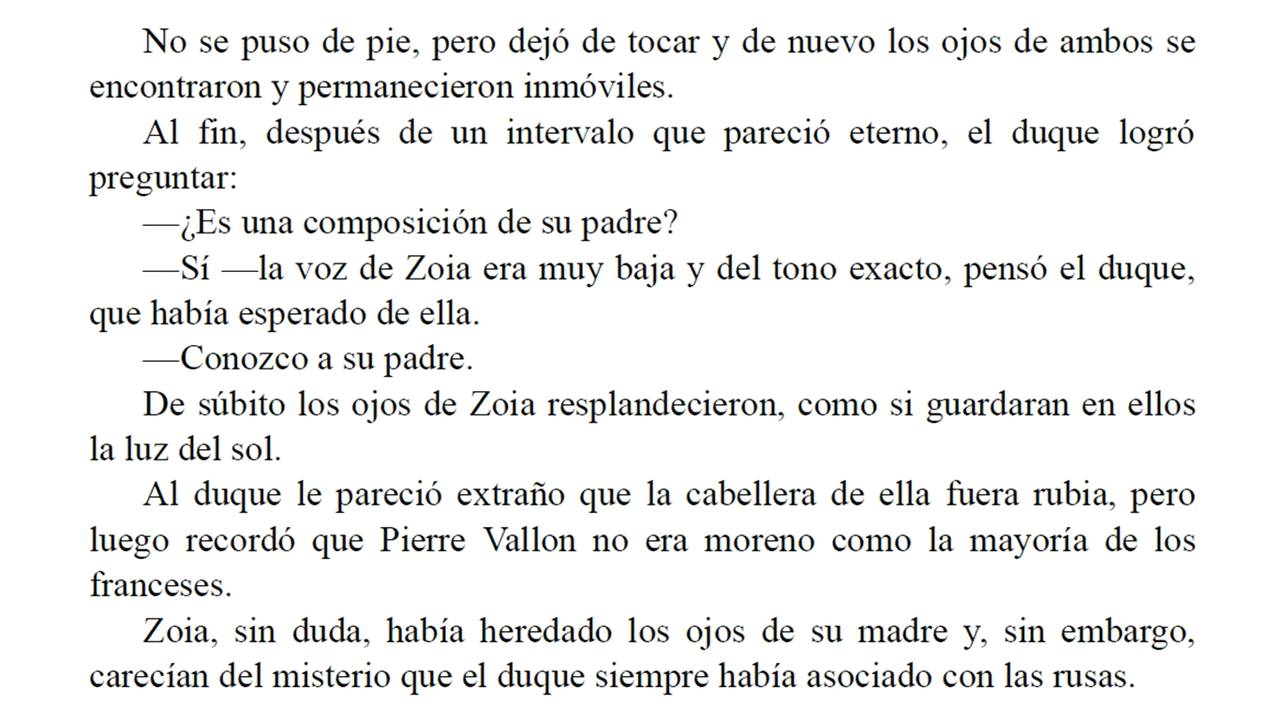 No se puso de pie, pero dejó de tocar y de nuevo los ojos de ambos se
encontraron y permanecieron inmóviles.
Al fin, después de un intervalo que pareció eterno, el duque logró
preguntar:
—¿Es una composición de su padre?
—Sí —la voz de Zoia era muy baja y del tono exacto, pensó el duque,
que había esperado de ella.
—Conozco a su padre.
De súbito los ojos de Zoia resplandecieron, como si guardaran en ellos
la luz del sol.
Al duque le pareció extraño que la cabellera de ella fuera rubia, pero
luego recordó que Pierre Vallon no era moreno como la mayoría de los
franceses.
Zoia, sin duda, había heredado los ojos de su madre y, sin embargo,
carecían del misterio que el duque siempre había asociado con las rusas.